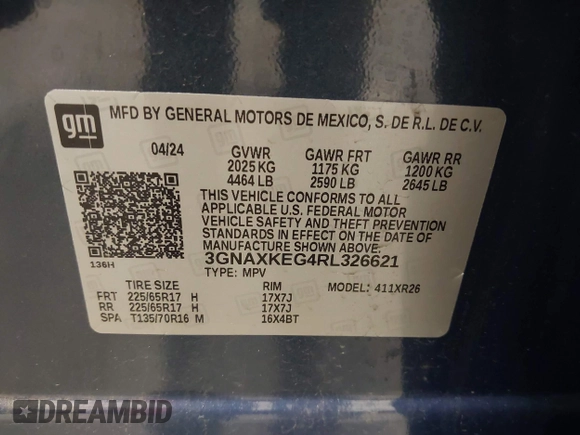 gm
MFD BY GENERAL MOTORS DE MEXICO, S. DE R.L. DE C.V.
04/24 GVWR GAWR FRT GAWR RR
2025 KG 1175 KG 1200 KG
4464 LB 2590 LB 2645 LB
THIS VEHICLE CONFORMS TO ALL
APPLICABLE U.S. FEDERAL MOTOR
VEHICLE SAFETY AND THEFT PREVENTION
STANDARDS IN EFFECT ON THE DATE OF
MANUFACTURE SHOWN ABOVE.
3GNAXKEG4RL326621
136H TYPE: MPV MODEL: 411XR26
TIRE SIZE RIM
FRT 225/65R17 H 17X7J
RR 225/65R17 H 17X7J
SPA T135/70R16 M 16X4BT
DREAMBID